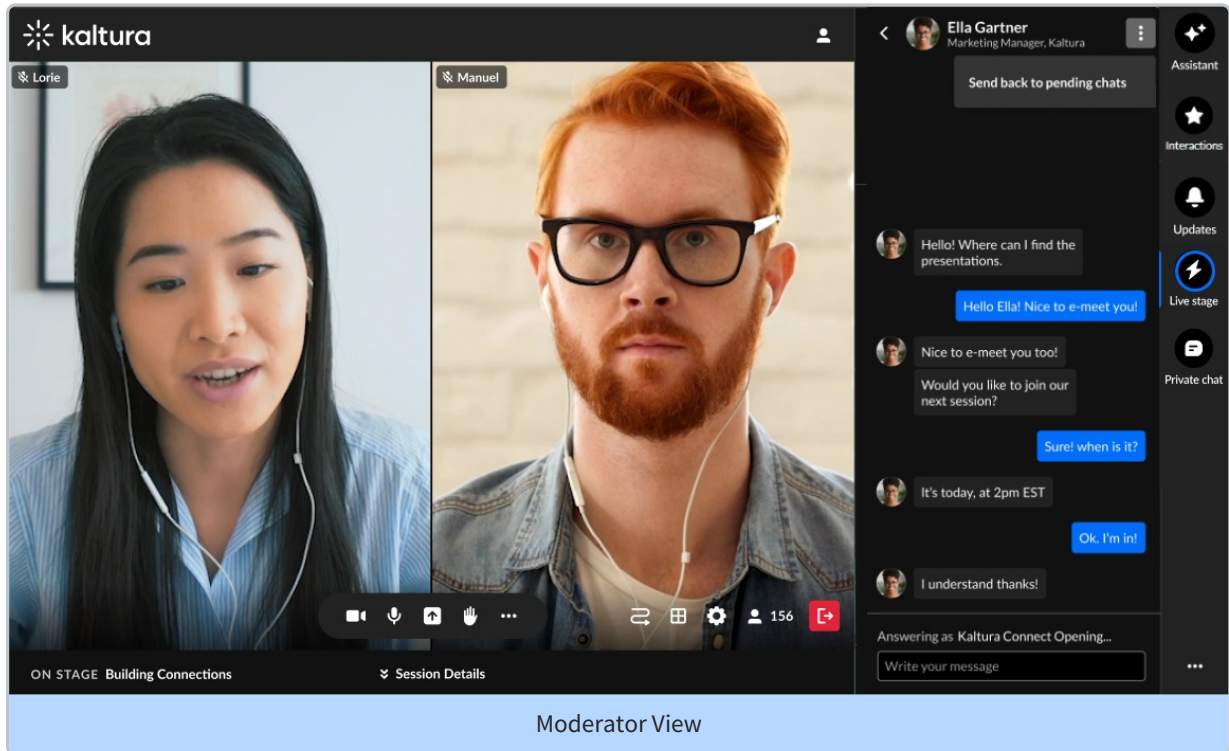 kaltura
Lorie
Manuel
ON STAGE Building Connections
Session Details
156
Ella Gartner
Marketing Manager, Kaltura
Send back to pending chats
Hello! Where can I find the
presentations.
Hello Ella! Nice to e-meet you!
Nice to e-meet you too!
Would you like to join our
next session?
Sure! when is it?
It's today, at 2pm EST
Ok. I'm in!
I understand thanks!
Answering as Kaltura Connect Opening...
Write your message
Assistant
Interactions
Updates
Live stage
Private chat
Moderator View